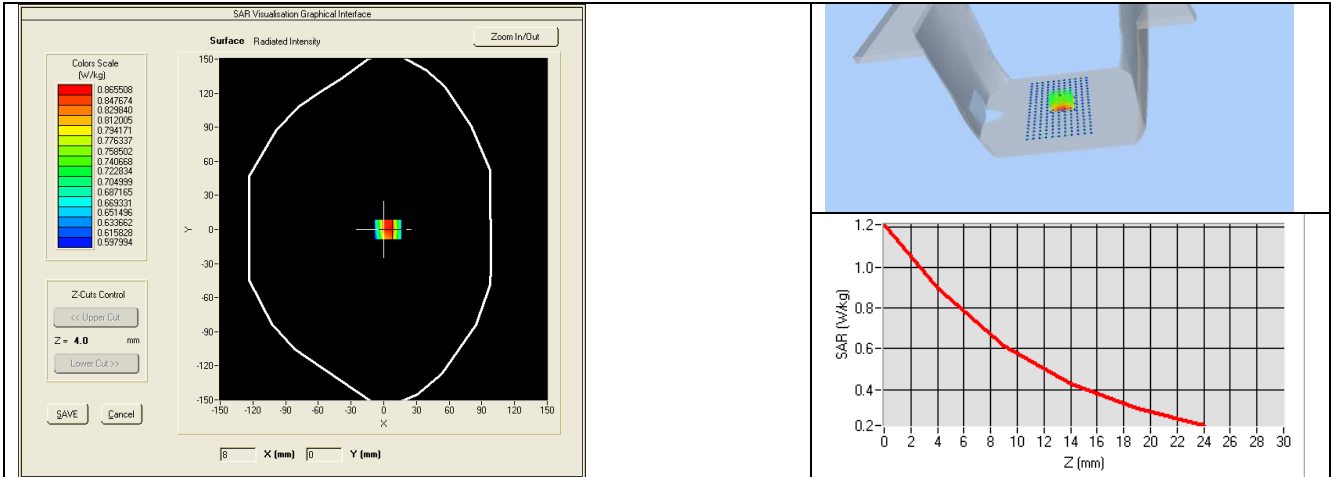 SAR Visualisation Graphical Interface
Surface Radiated Intensity
Zoom In/Out
Colors Scale
(W/kg)
0.865508
0.847674
0.829840
0.812005
0.794171
0.776337
0.758502
0.740668
0.722834
0.704999
0.687165
0.669331
0.651496
0.633662
0.615828
0.597994
Z-Cuts Control
<< Upper Cut
Z = 4.0 mm
Lower Cut >>
SAVE Cancel
150-
120-
90-
60-
30-
0-
-30-
-60-
-90-
-120-
-150-
Y
-150 -120 -90 -60 -30 0 30 60 90 120 150
X
8 X (mm) 0 Y (mm)
1.2-
1.0-
0.8-
0.6-
0.4-
0.2-
SAR (W/kg)
0 2 4 6 8 10 12 14 16 18 20 22 24 26 28 30
Z (mm)